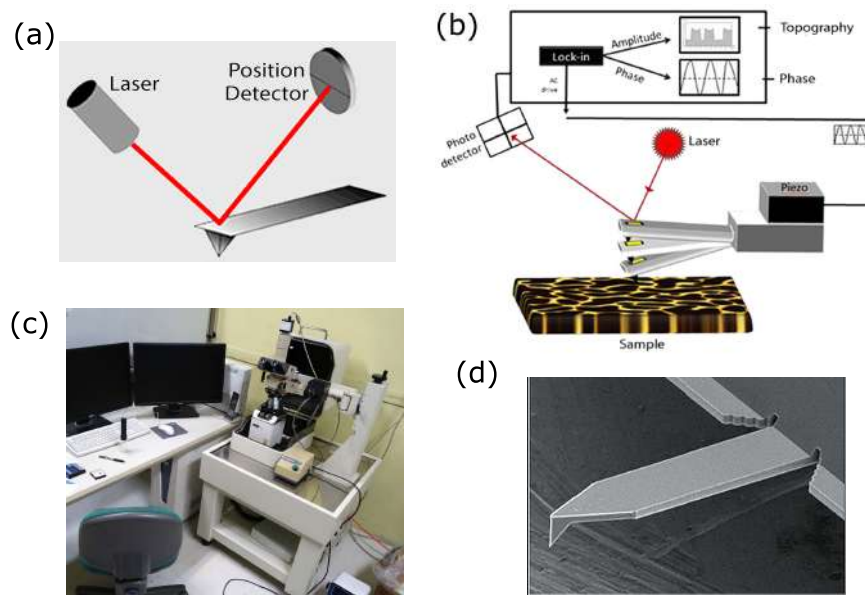 (a)
Laser
Position
Detector
(b)
Lock-in
Amplitude
Phase
AC
drive
Topography
Phase
Photo
detector
Laser
Piezo
Sample
(c)
(d)